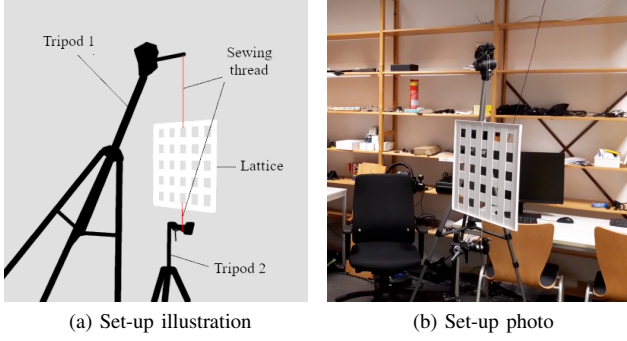 Tripod 1
Sewing
thread
Lattice
Tripod 2
(a) Set-up illustration
(b) Set-up photo